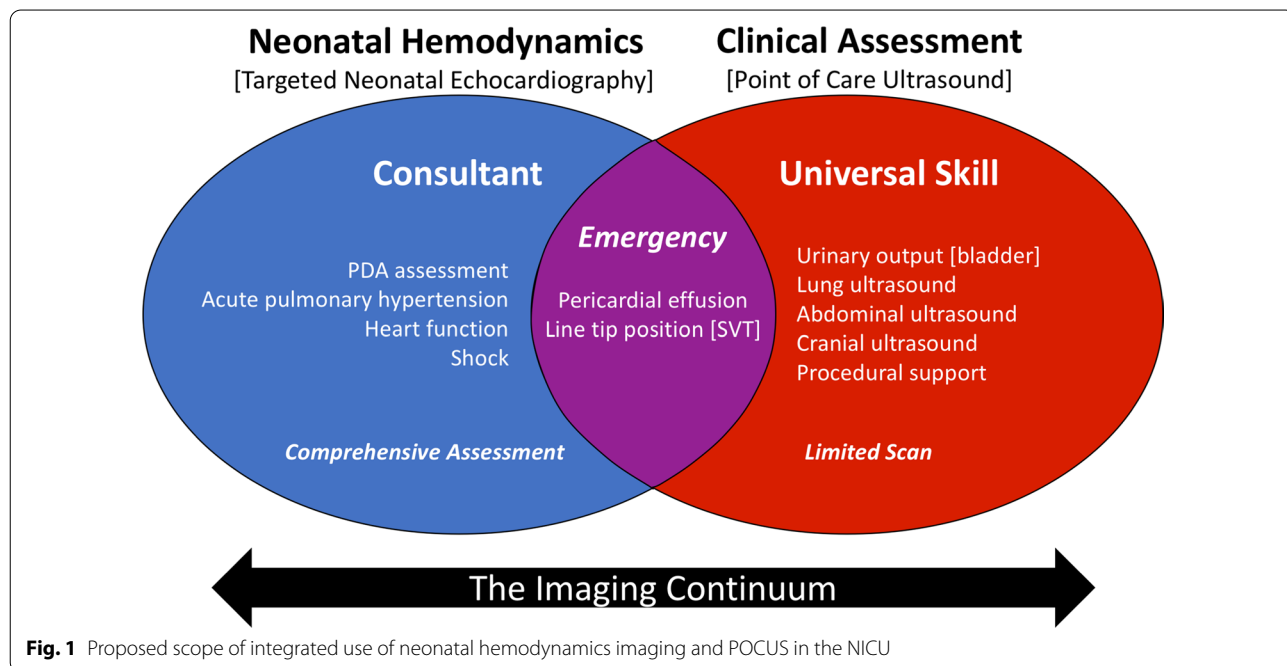 Neonatal Hemodynamics
[Targeted Neonatal Echocardiography]
Clinical Assessment
[Point of Care Ultrasound]
Consultant
PDA assessment
Acute pulmonary hypertension
Heart function
Shock
Comprehensive Assessment
Emergency
Pericardial effusion
Line tip position [SVT]
Universal Skill
Urinary output [bladder]
Lung ultrasound
Abdominal ultrasound
Cranial ultrasound
Procedural support
Limited Scan
The Imaging Continuum
Fig. 1 Proposed scope of integrated use of neonatal hemodynamics imaging and POCUS in the NICU